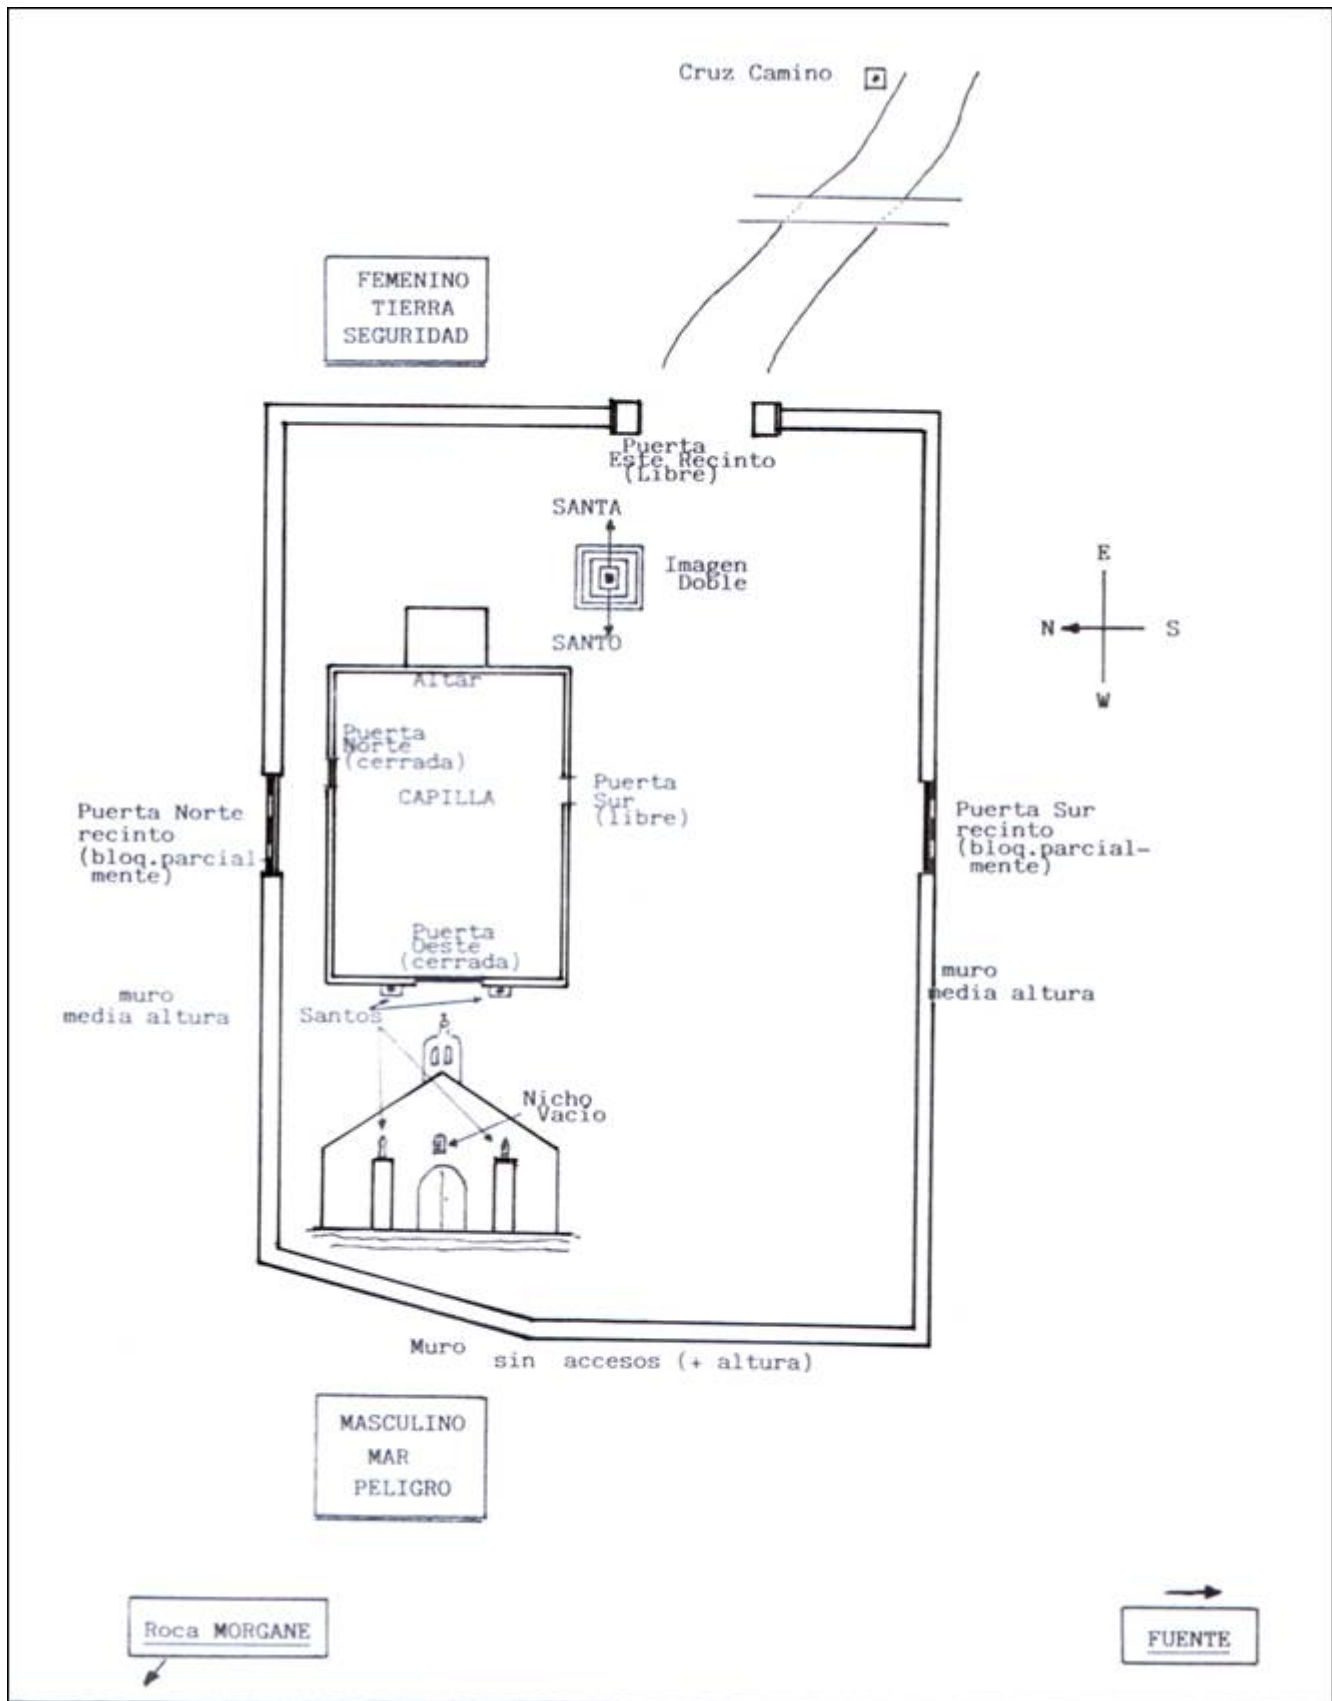 Cruz Camino
FEMENINO
TIERRA
SEGURIDAD
Puerta
Este Recinto
(Libre)
SANTA
Imagen
Doble
SANTO
E
N
S
W
Altar
Puerta
Norte
(cerrada)
CAPILLA
Puerta
Sur
(libre)
Puerta Norte
recinto
(bloq.parcial-
mente)
Puerta Sur
recinto
(bloq.parcial-
mente)
Puerta
Oeste
(cerrada)
muro
media altura
muro
media altura
Santos
Nicho
Vacio
Muro sin accesos (+ altura)
MASCULINO
MAR
PELIGRO
Roca MORGANE
FUENTE